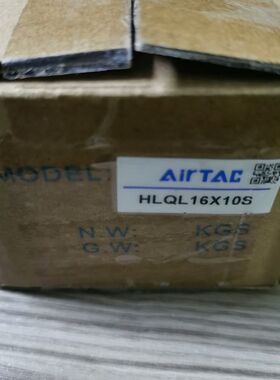 MODEL:
AirTAC
HLQL16X10S
N.W: KGS
G.W: KGS